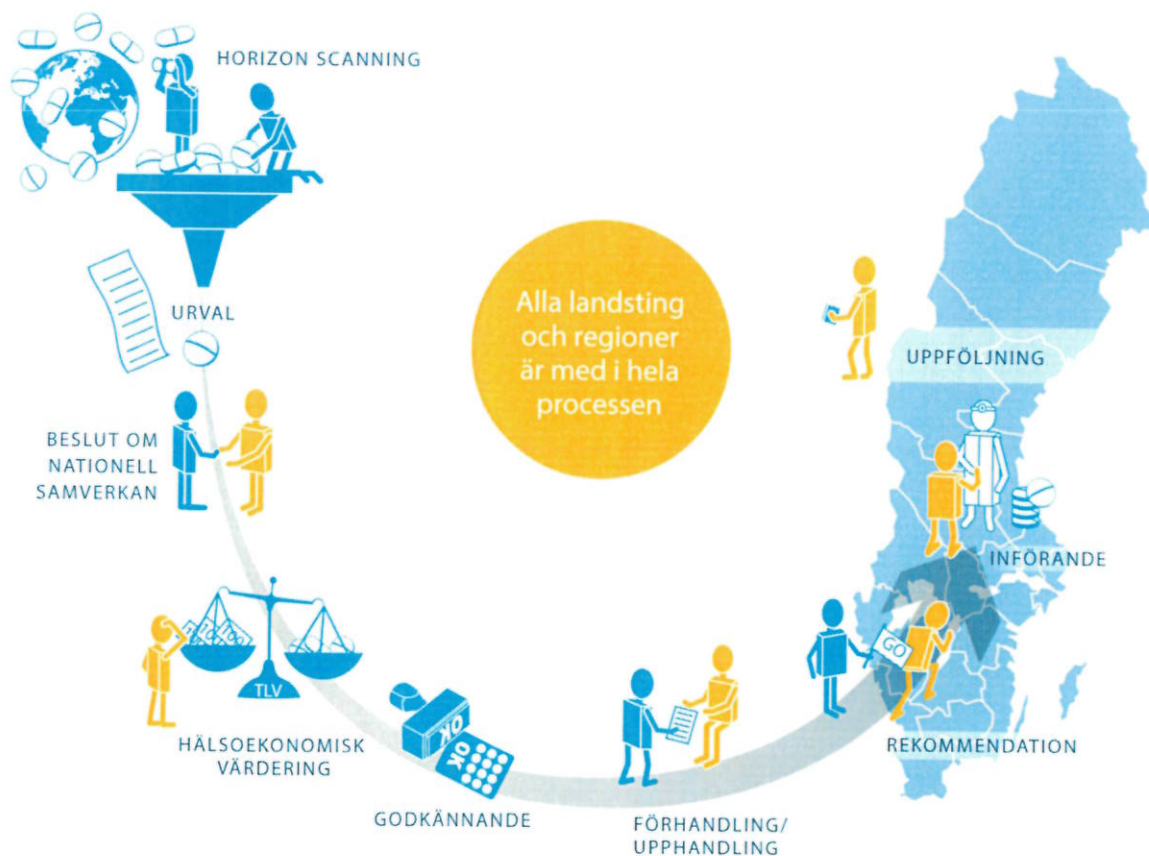 HORIZON SCANNING
URVAL
BESLUT OM
NATIONELL
SAMVERKAN
TLV
HÄLSOEKONOMISK
VÄRDERING
OK
OK
GODKÄNNANDE
FÖRHANDLING/
UPPHANDLING
GO
REKOMMENDATION
INFÖRANDE
UPPFÖLJNING
Alla landsting
och regioner
är med i hela
processen